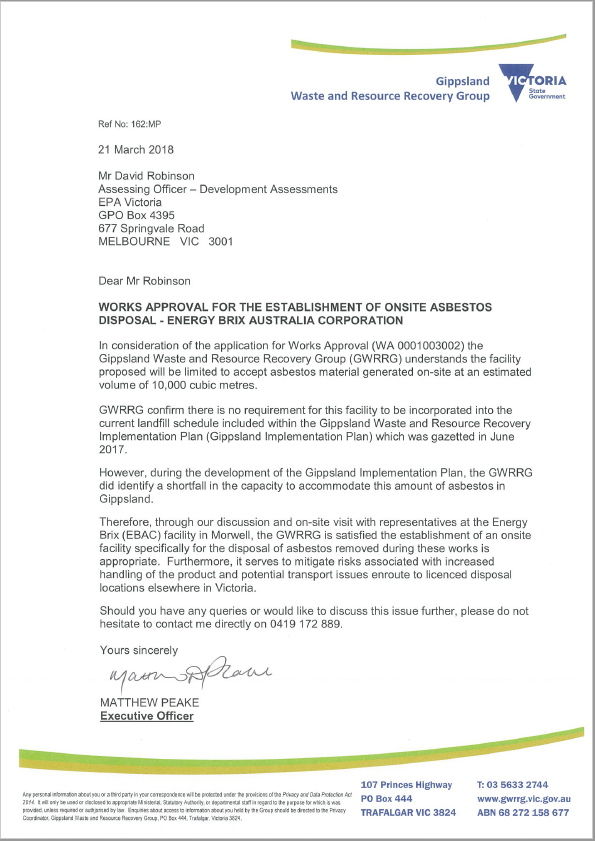 Gippsland
Waste and Resource Recovery Group
VICTORIA
State
Government
Ref No: 162:MP
21 March 2018
Mr David Robinson
Assessing Officer – Development Assessments
EPA Victoria
GPO Box 4395
677 Springvale Road
MELBOURNE VIC 3001
Dear Mr Robinson
WORKS APPROVAL FOR THE ESTABLISHMENT OF ONSITE ASBESTOS
DISPOSAL - ENERGY BRIX AUSTRALIA CORPORATION
In consideration of the application for Works Approval (WA 0001003002) the
Gippsland Waste and Resource Recovery Group (GWRRG) understands the facility
proposed will be limited to accept asbestos material generated on-site at an estimated
volume of 10,000 cubic metres.
GWRRG confirm there is no requirement for this facility to be incorporated into the
current landfill schedule included within the Gippsland Waste and Resource Recovery
Implementation Plan (Gippsland Implementation Plan) which was gazetted in June
2017.
However, during the development of the Gippsland Implementation Plan, the GWRRG
did identify a shortfall in the capacity to accommodate this amount of asbestos in
Gippsland.
Therefore, through our discussion and on-site visit with representatives at the Energy
Brix (EBAC) facility in Morwell, the GWRRG is satisfied the establishment of an onsite
facility specifically for the disposal of asbestos removed during these works is
appropriate. Furthermore, it serves to mitigate risks associated with increased
handling of the product and potential transport issues enroute to licenced disposal
locations elsewhere in Victoria.
Should you have any queries or would like to discuss this issue further, please do not
hesitate to contact me directly on 0419 172 889.
Yours sincerely
MATTHEW PEAKE
Executive Officer
Any personal information about you or a third party in your correspondence will be protected under the provisions of the Privacy and Data Protection Act
2014. It will only be used or disclosed to appropriate Ministerial, Statutory Authority, or departmental staff in regard to the purpose for which it was
provided, unless required or authorised by law. Enquiries about access to information about you held by the Group should be directed to the Privacy
Coordinator, Gippsland Waste and Resource Recovery Group, PO Box 444, Trafalgar, Victoria 3824.
107 Princes Highway
PO Box 444
TRAFALGAR VIC 3824
T: 03 5633 2744
www.gwrrg.vic.gov.au
ABN 68 272 158 677